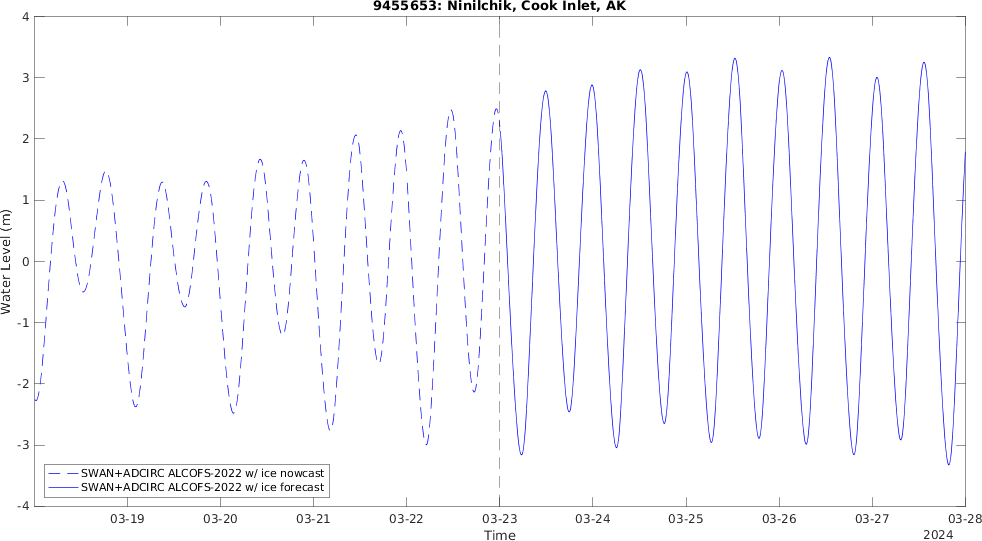 9455653: Ninilchik, Cook Inlet, AK
4
3
2
1
0
-1
-2
-3
-4
Water Level (m)
SWAN+ADCIRC ALCOFS-2022 w/ ice nowcast
SWAN+ADCIRC ALCOFS-2022 w/ ice forecast
03-19 03-20 03-21 03-22 03-23 03-24 03-25 03-26 03-27 03-28
Time
2024